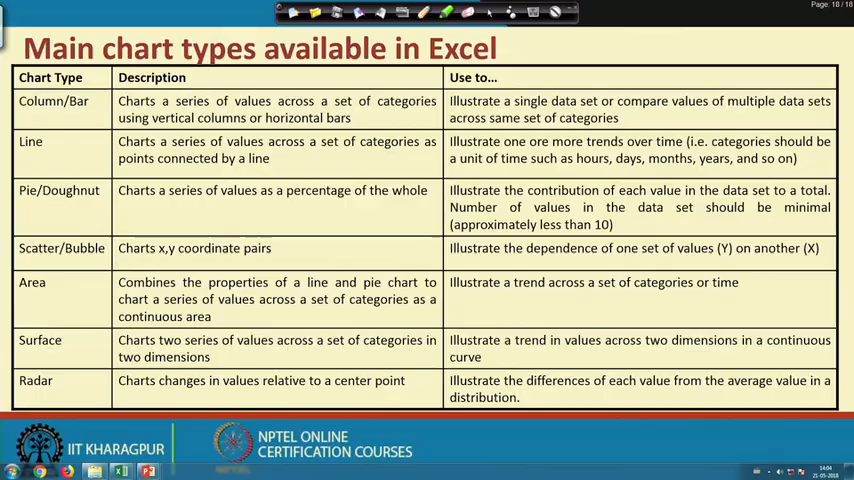 Page: 18 / 18
Main chart types available in Excel
Chart Type Description Use to...
Column/Bar Charts a series of values across a set of categories Illustrate a single data set or compare values of multiple data sets
using vertical columns or horizontal bars across same set of categories
Line Charts a series of values across a set of categories as Illustrate one ore more trends over time (i.e. categories should be
points connected by a line a unit of time such as hours, days, months, years, and so on)
Pie/Doughnut Charts a series of values as a percentage of the whole Illustrate the contribution of each value in the data set to a total.
Number of values in the data set should be minimal
(approximately less than 10)
Scatter/Bubble Charts x,y coordinate pairs Illustrate the dependence of one set of values (Y) on another (X)
Area Combines the properties of a line and pie chart to Illustrate a trend across a set of categories or time
chart a series of values across a set of categories as a
continuous area
Surface Charts two series of values across a set of categories in Illustrate a trend in values across two dimensions in a continuous
two dimensions curve
Radar Charts changes in values relative to a center point Illustrate the differences of each value from the average value in a
distribution.
IIT KHARAGPUR
NPTEL ONLINE
CERTIFICATION COURSES
14:04
21-05-2018